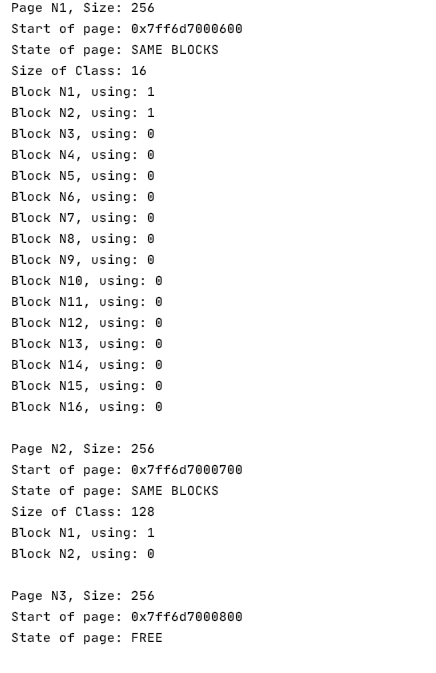 Page N1, Size: 256
Start of page: 0x7ff6d7000600
State of page: SAME BLOCKS
Size of Class: 16
Block N1, using: 1
Block N2, using: 1
Block N3, using: 0
Block N4, using: 0
Block N5, using: 0
Block N6, using: 0
Block N7, using: 0
Block N8, using: 0
Block N9, using: 0
Block N10, using: 0
Block N11, using: 0
Block N12, using: 0
Block N13, using: 0
Block N14, using: 0
Block N15, using: 0
Block N16, using: 0

Page N2, Size: 256
Start of page: 0x7ff6d7000700
State of page: SAME BLOCKS
Size of Class: 128
Block N1, using: 1
Block N2, using: 0

Page N3, Size: 256
Start of page: 0x7ff6d7000800
State of page: FREE